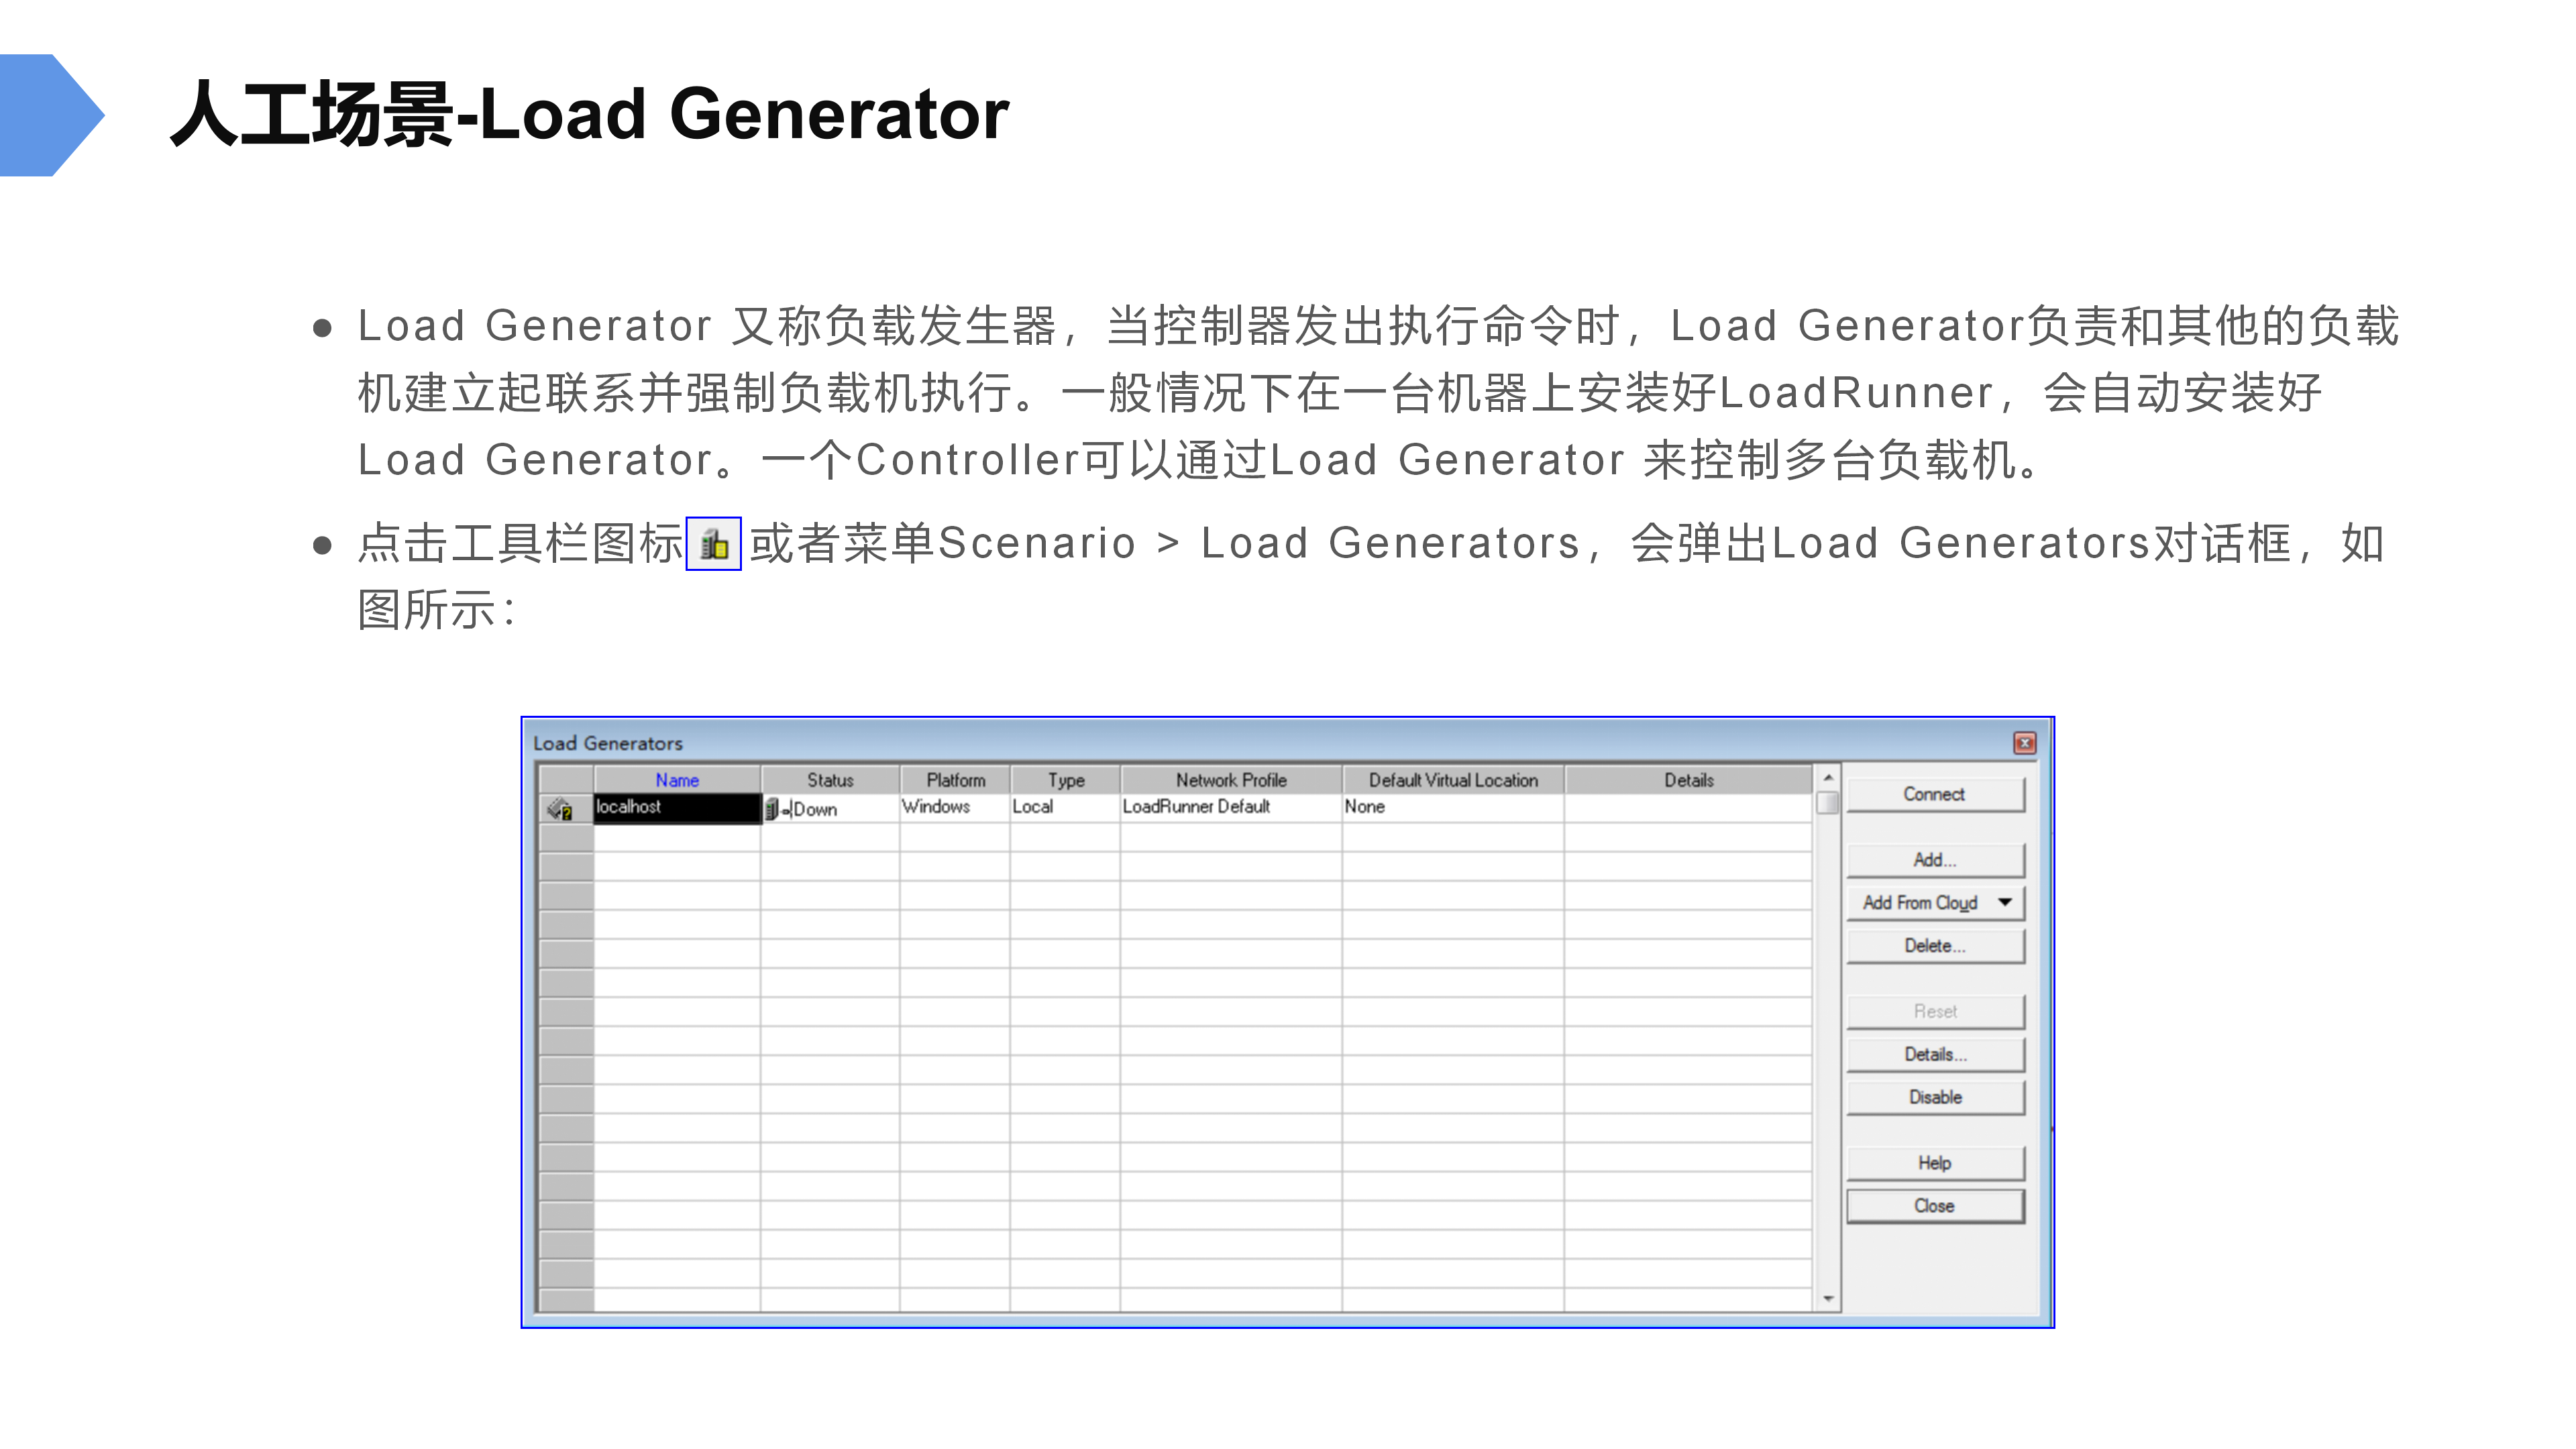 人工场景-Load Generator
● Load Generator 又称负载发生器，当控制器发出执行命令时，Load Generator负责和其他的负载
机建立起联系并强制负载机执行。一般情况下在一台机器上安装好LoadRunner，会自动安装好
Load Generator。一个Controller可以通过Load Generator 来控制多台负载机。
● 点击工具栏图标 或者菜单Scenario > Load Generators，会弹出Load Generators对话框，如
图所示：
Load Generators
Name Status Platform Type Network Profile Default Virtual Location Details
localhost Down Windows Local LoadRunner Default None
Connect
Add...
Add From Cloud
Delete...
Reset
Details...
Disable
Help
Close